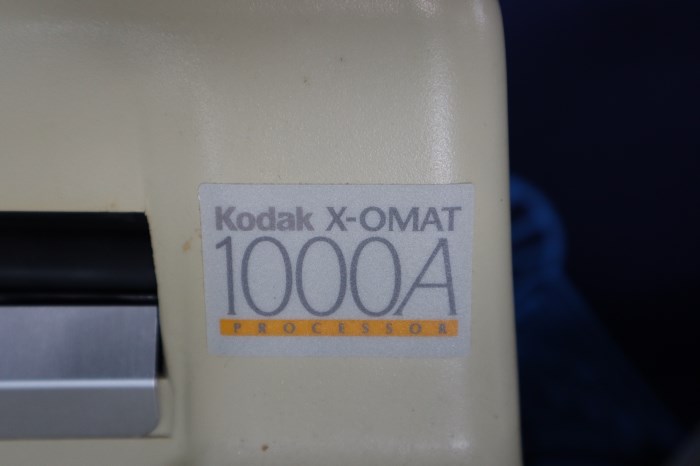 Kodak X-OMAT
1000A
PROCESSOR